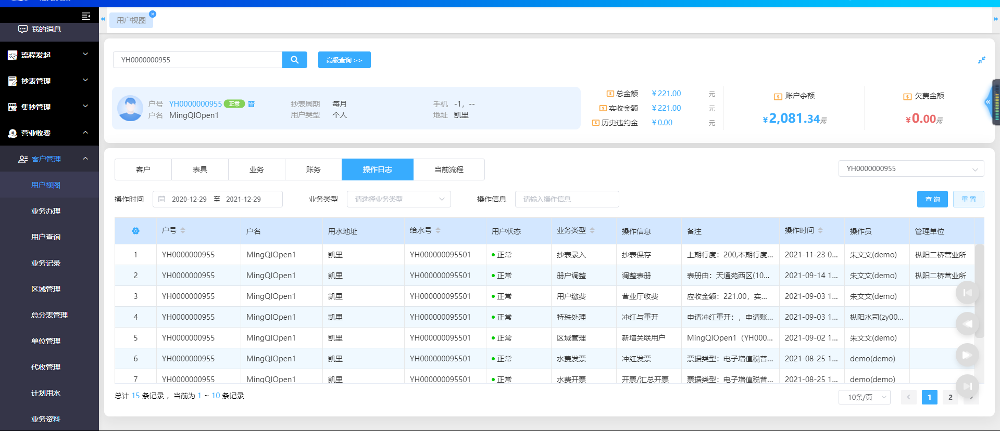 我的消息
流程发起
抄表管理
集抄管理
营业收费
客户管理
用户视图
业务办理
用户查询
业务记录
区域管理
总分表管理
单位管理
代收管理
计划用水
业务资料
用户视图
YH0000000955
高级查询 >>
户号 YH0000000955 正常 普 抄表周期 每月 手机 -1，--
户名 MingQIOpen1 用户类型 个人 地址 凯里
总金额 ¥221.00 元
实收金额 ¥221.00 元
历史违约金 ¥0.00 元
账户余额
¥2,081.34元
欠费金额
¥0.00元
客户 表具 业务 账务 操作日志 当前流程 YH0000000955
操作时间 2020-12-29 至 2021-12-29 业务类型 请选择业务类型 操作信息 请输入操作信息 查询 重置
户号 户名 用水地址 给水号 用户状态 业务类型 操作信息 备注 操作时间 操作员 管理单位
1 YH0000000955 MingQIOpen1 凯里 YH000000095501 正常 抄表录入 抄表保存 上期行度：200,本期行度... 2021-11-23 0... 朱文文(demo) 枞阳二桥营业所
2 YH0000000955 MingQIOpen1 凯里 YH000000095501 正常 册户调整 调整表册 表册由：天通苑西区(10... 2021-09-14 1... 朱文文(demo) 枞阳二桥营业所
3 YH0000000955 MingQIOpen1 凯里 YH000000095501 正常 用户缴费 营业厅收费 应收金额：221.00，实... 2021-09-03 1... 朱文文(demo)
4 YH0000000955 MingQIOpen1 凯里 YH000000095501 正常 特殊处理 冲红与重开 申请冲红重开：，申请账... 2021-09-03 1... 枞阳水司(zy00...
5 YH0000000955 MingQIOpen1 凯里 YH000000095501 正常 区域管理 新增关联用户 MingQIOpen1（YH000... 2021-09-02 1... 朱文文(demo)
6 YH0000000955 MingQIOpen1 凯里 YH000000095501 正常 水费发票 冲红发票 票据类型：电子增值税普... 2021-08-25 1... demo(demo)
7 YH0000000955 MingQIOpen1 凯里 YH000000095501 正常 水费开票 开票/汇总开票 票据类型：电子增值税普... 2021-08-25 1... demo(demo)
总计 15 条记录，当前为 1 ~ 10 条记录 10条/页 1 2